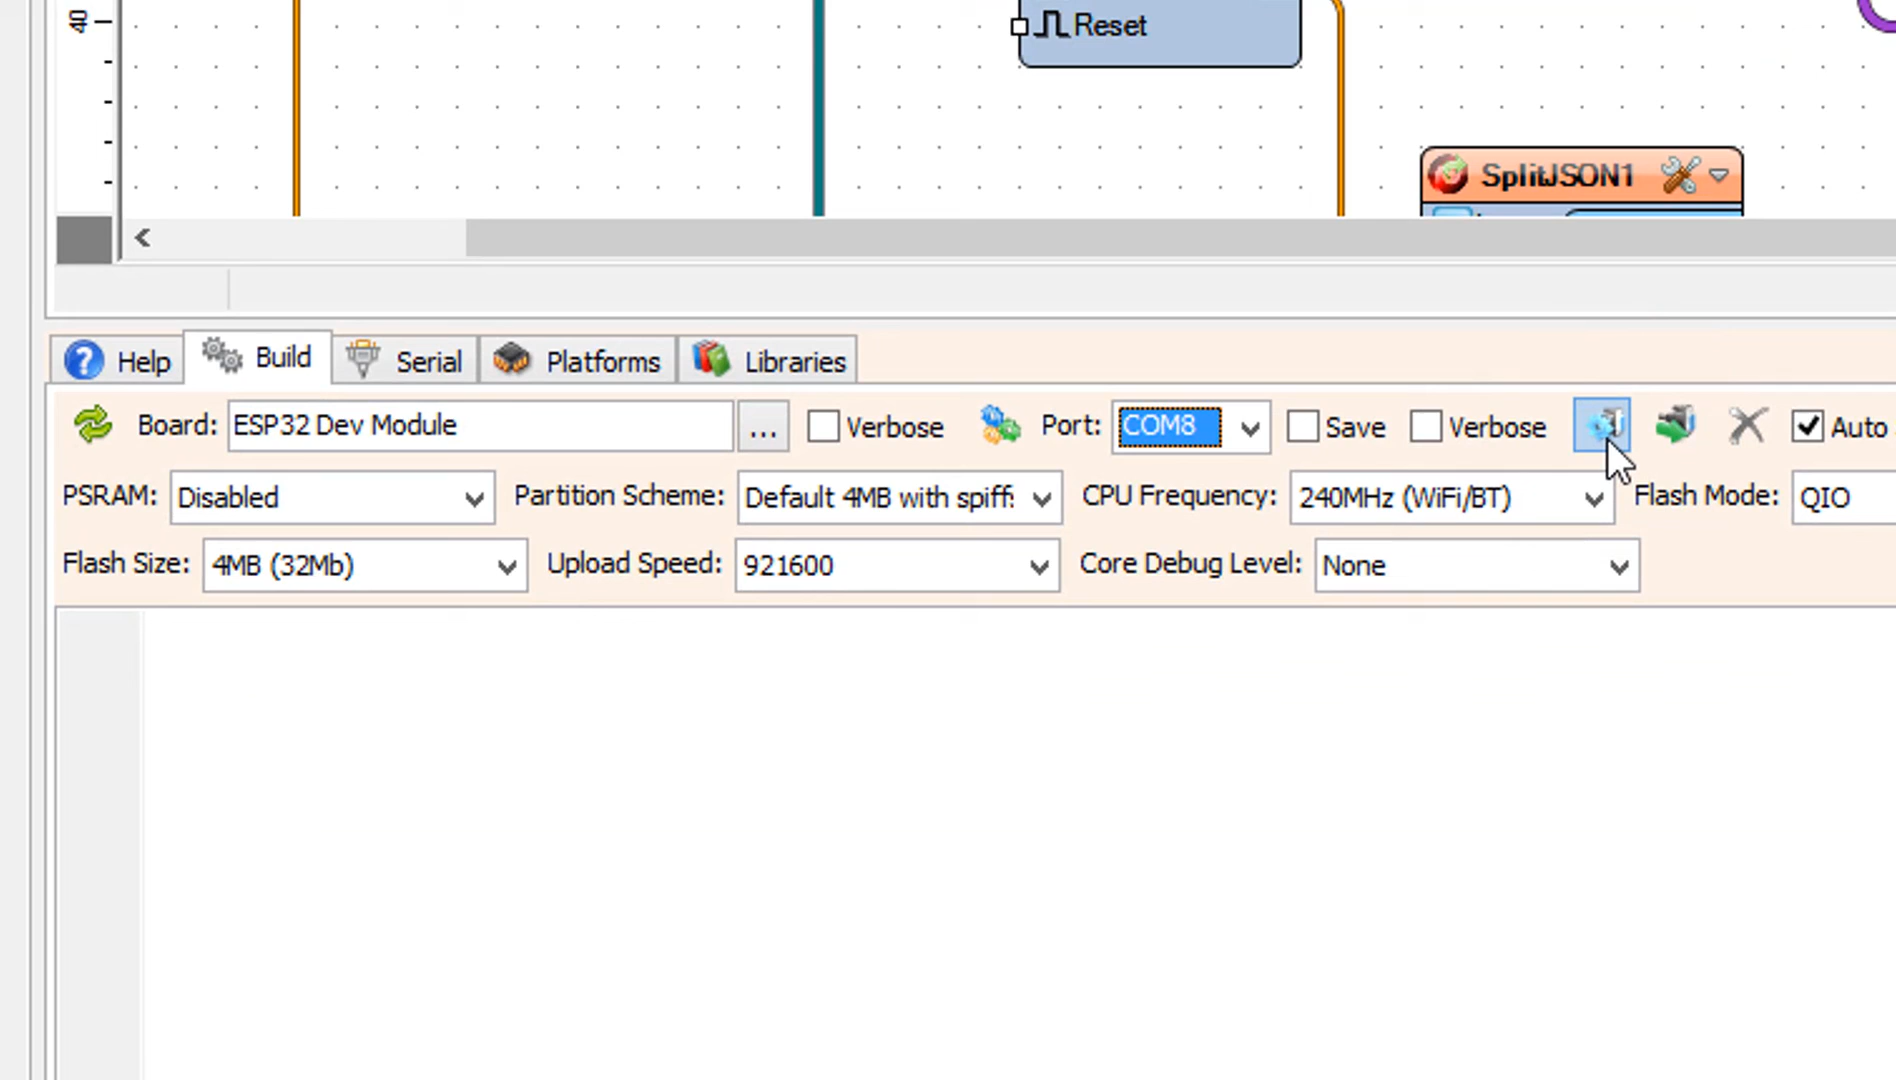 40
Reset
SplitJSON1
Help
Build
Serial
Platforms
Libraries
Board: ESP32 Dev Module ... Verbose Port: COM8 Save Verbose Auto
PSRAM: Disabled Partition Scheme: Default 4MB with spiffs CPU Frequency: 240MHz (WiFi/BT) Flash Mode: QIO
Flash Size: 4MB (32Mb) Upload Speed: 921600 Core Debug Level: None